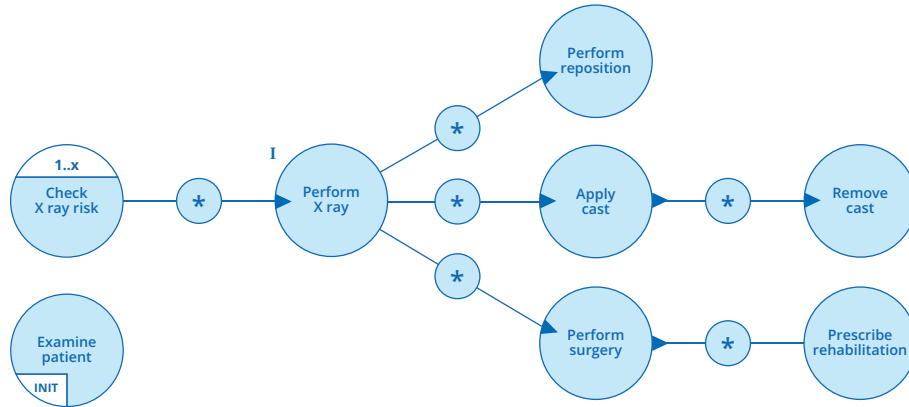 Perform
reposition
*
I
1..x
Check
X ray risk
*
Perform
X ray
*
Apply
cast
*
Remove
cast
*
Examine
patient
INIT
Perform
surgery
*
Prescribe
rehabilitation